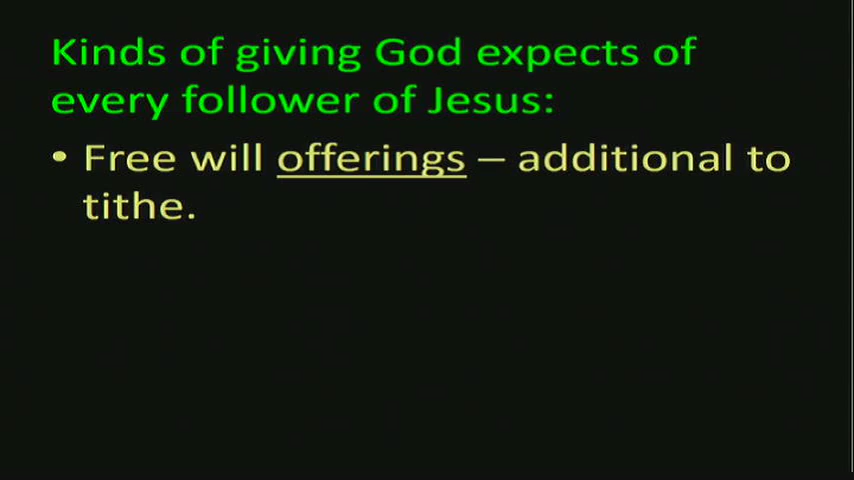 Kinds of giving God expects of
every follower of Jesus:
• Free will offerings – additional to
tithe.